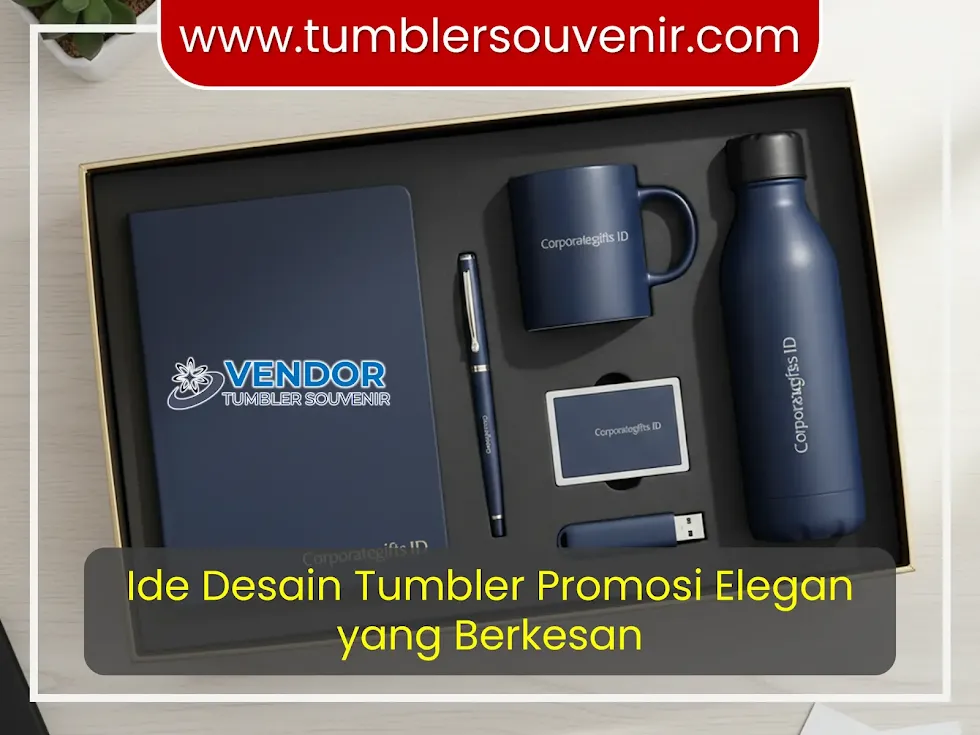 www.tumblersouvenir.com
Corporategifts ID
VENDOR
TUMBLER SOUVENIR
Corporategifts ID
Corporategifts ID
Ide Desain Tumbler Promosi Elegan
yang Berkesan